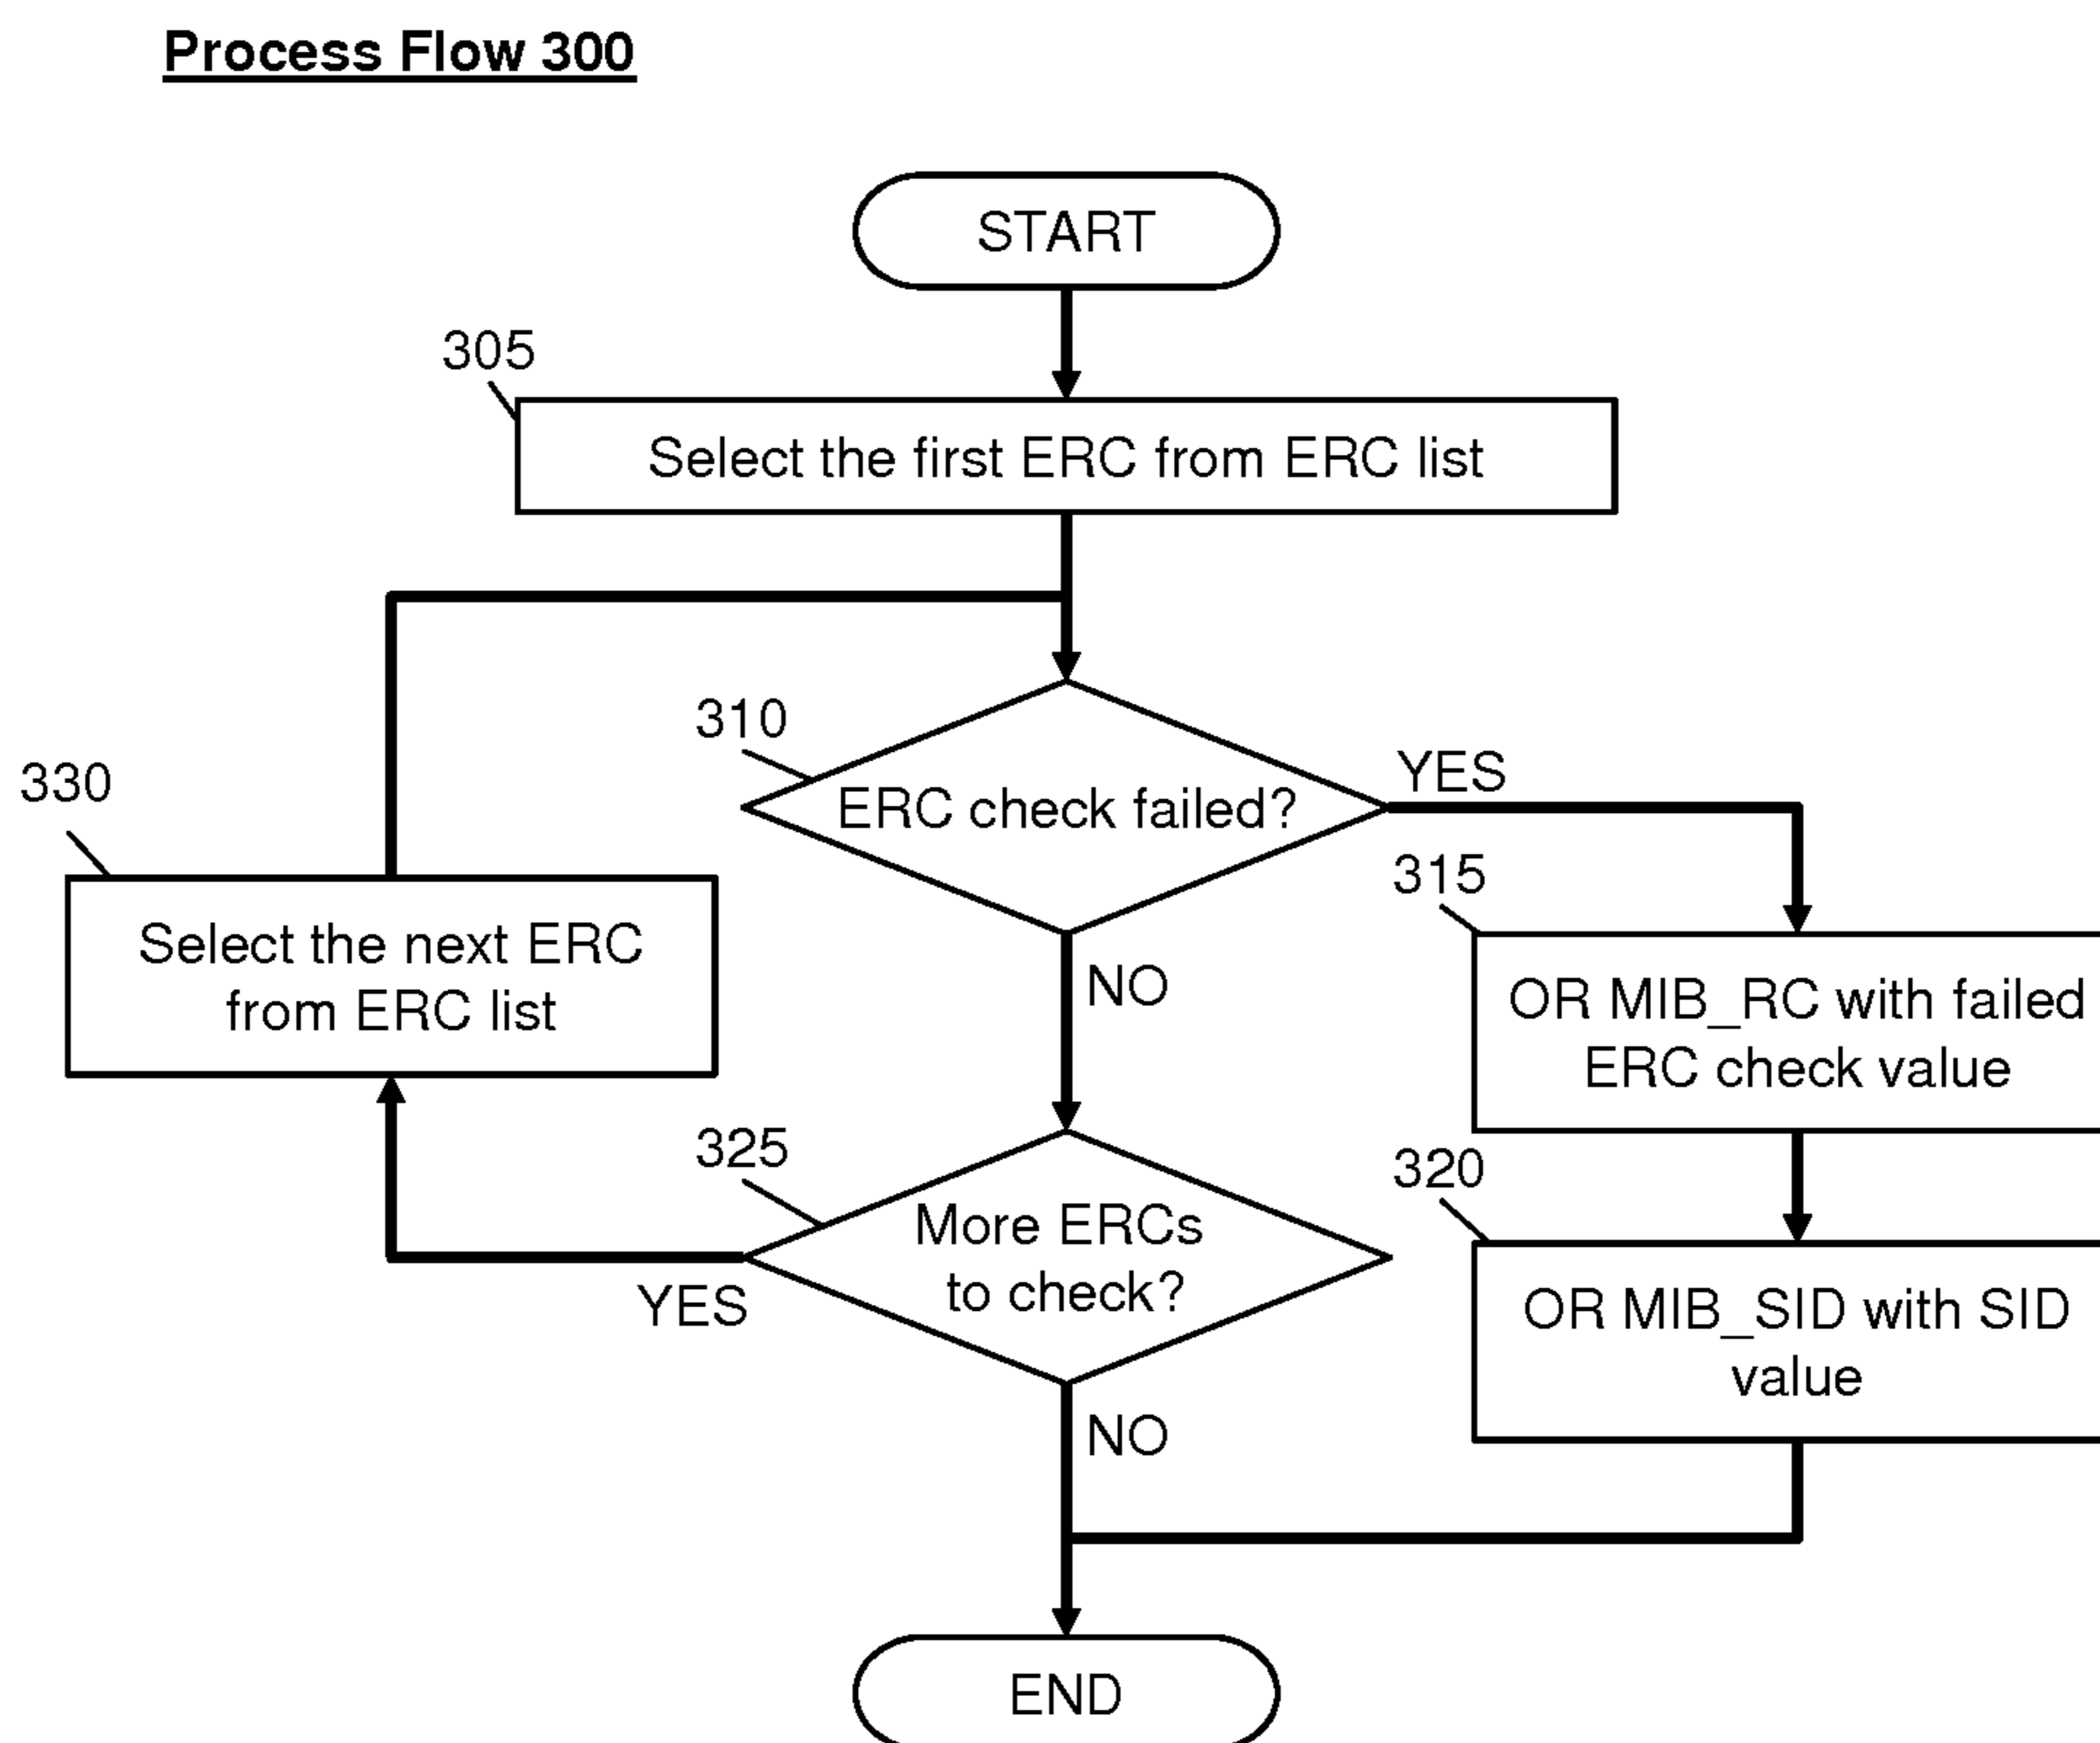 Process Flow 300
START
305
Select the first ERC from ERC list
310
ERC check failed?
YES
330
Select the next ERC
from ERC list
NO
315
OR MIB_RC with failed
ERC check value
325
More ERCs
to check?
YES
320
OR MIB_SID with SID
value
NO
END